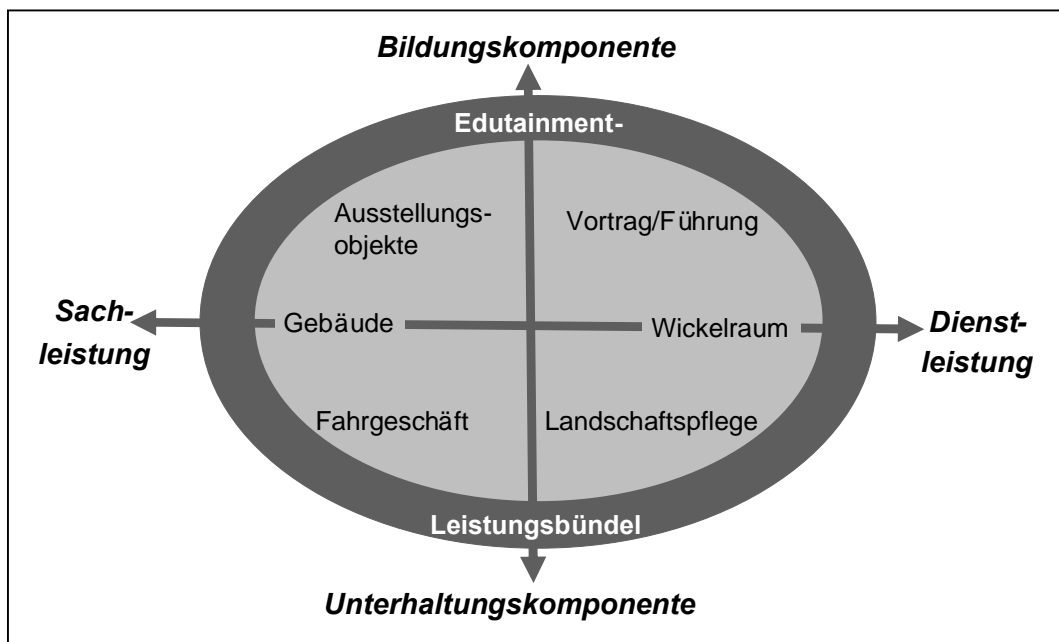 Bildungskomponente
Edutainment-
Ausstellungs-
objekte
Vortrag/Führung
Sach-
leistung
Gebäude
Wickelraum
Dienst-
leistung
Fahrgeschäft
Landschaftspflege
Leistungsbündel
Unterhaltungskomponente